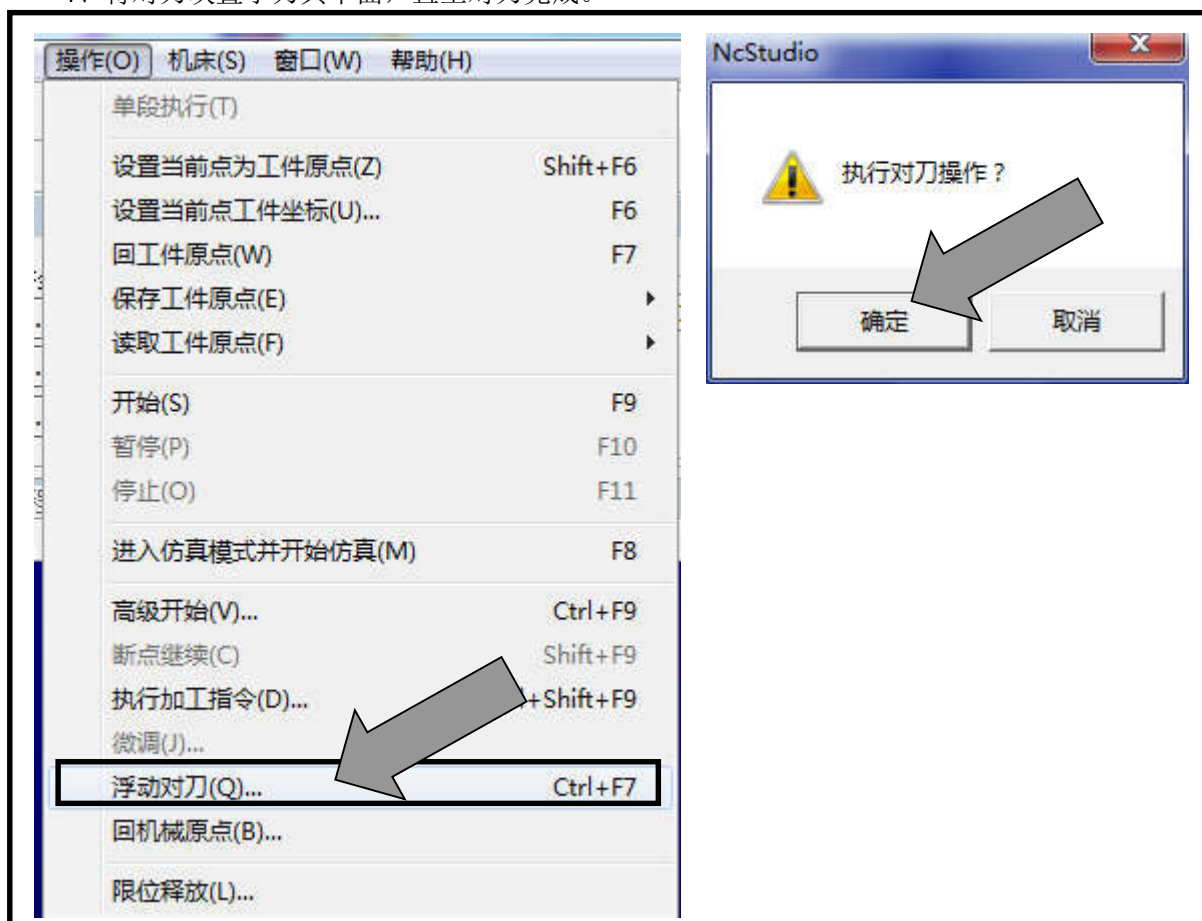 操作(O) 机床(S) 窗口(W) 帮助(H)
单段执行(T)
设置当前点为工件原点(Z) Shift+F6
设置当前点工件坐标(U)... F6
回工件原点(W) F7
保存工件原点(E)
读取工件原点(F)
开始(S) F9
暂停(P) F10
停止(O) F11
进入仿真模式并开始仿真(M) F8
高级开始(V)... Ctrl+F9
断点继续(C) Shift+F9
执行加工指令(D)... +Shift+F9
微调(J)...
浮动对刀(Q)... Ctrl+F7
回机械原点(B)...
限位释放(L)...
NcStudio
执行对刀操作？
确定 取消